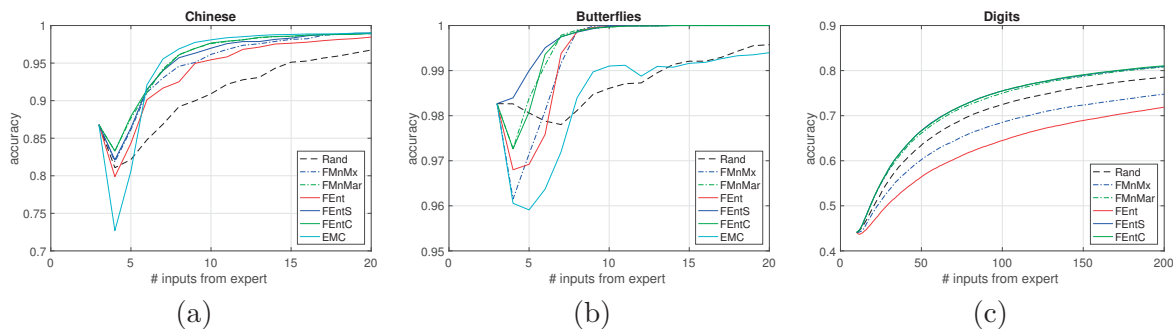 Chinese
1
0.95
0.9
0.85
0.8
0.75
0.7
accuracy
0 5 10 15 20
# inputs from expert
Rand
FMnMx
FMnMar
FEnt
FEntS
FEntC
EMC
(a)
Butterflies
1
0.99
0.98
0.97
0.96
0.95
accuracy
0 5 10 15 20
# inputs from expert
Rand
FMnMx
FMnMar
FEnt
FEntS
FEntC
EMC
(b)
Digits
0.9
0.8
0.7
0.6
0.5
0.4
accuracy
0 50 100 150 200
# inputs from expert
Rand
FMnMx
FMnMar
FEnt
FEntS
FEntC
(c)